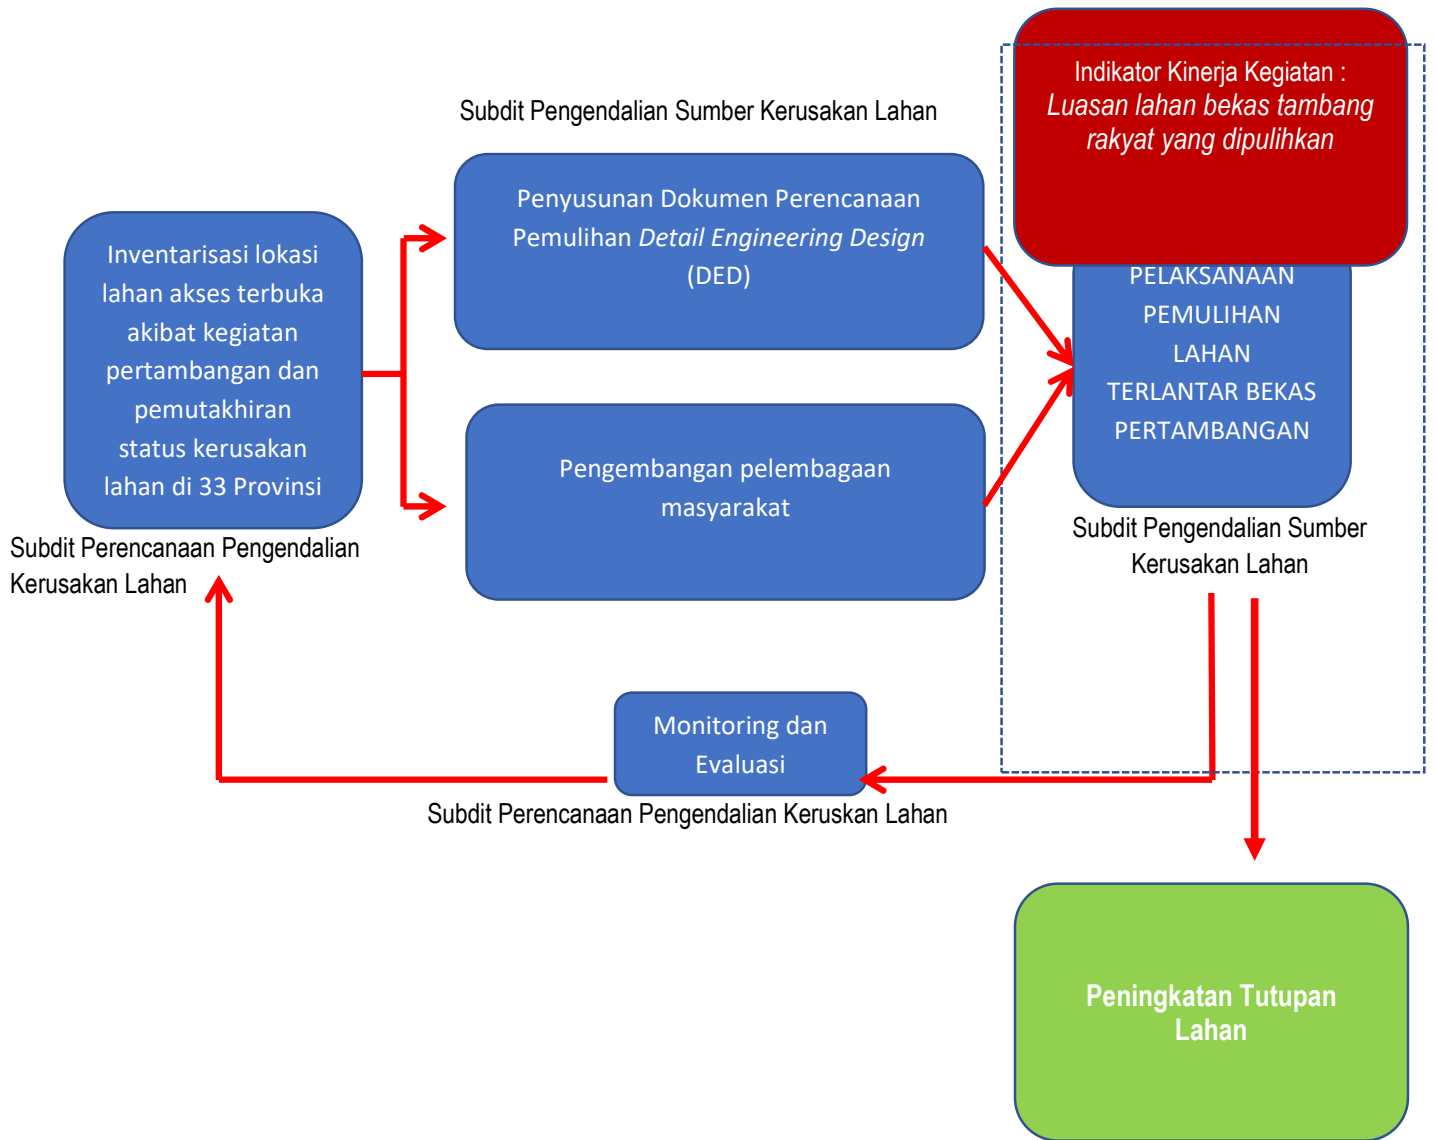 Subdit Pengendalian Sumber Kerusakan Lahan
Inventarisasi lokasi
lahan akses terbuka
akibat kegiatan
pertambangan dan
pemutakhiran
status kerusakan
lahan di 33 Provinsi
Subdit Perencanaan Pengendalian
Kerusakan Lahan
Penyusunan Dokumen Perencanaan
Pemulihan Detail Engineering Design
(DED)
Pengembangan pelembagaan
masyarakat
Indikator Kinerja Kegiatan :
Luasan lahan bekas tambang
rakyat yang dipulihkan
PELAKSANAAN
PEMULIHAN
LAHAN
TERLANTAR BEKAS
PERTAMBANGAN
Subdit Pengendalian Sumber
Kerusakan Lahan
Monitoring dan
Evaluasi
Subdit Perencanaan Pengendalian Keruskan Lahan
Peningkatan Tutupan
Lahan